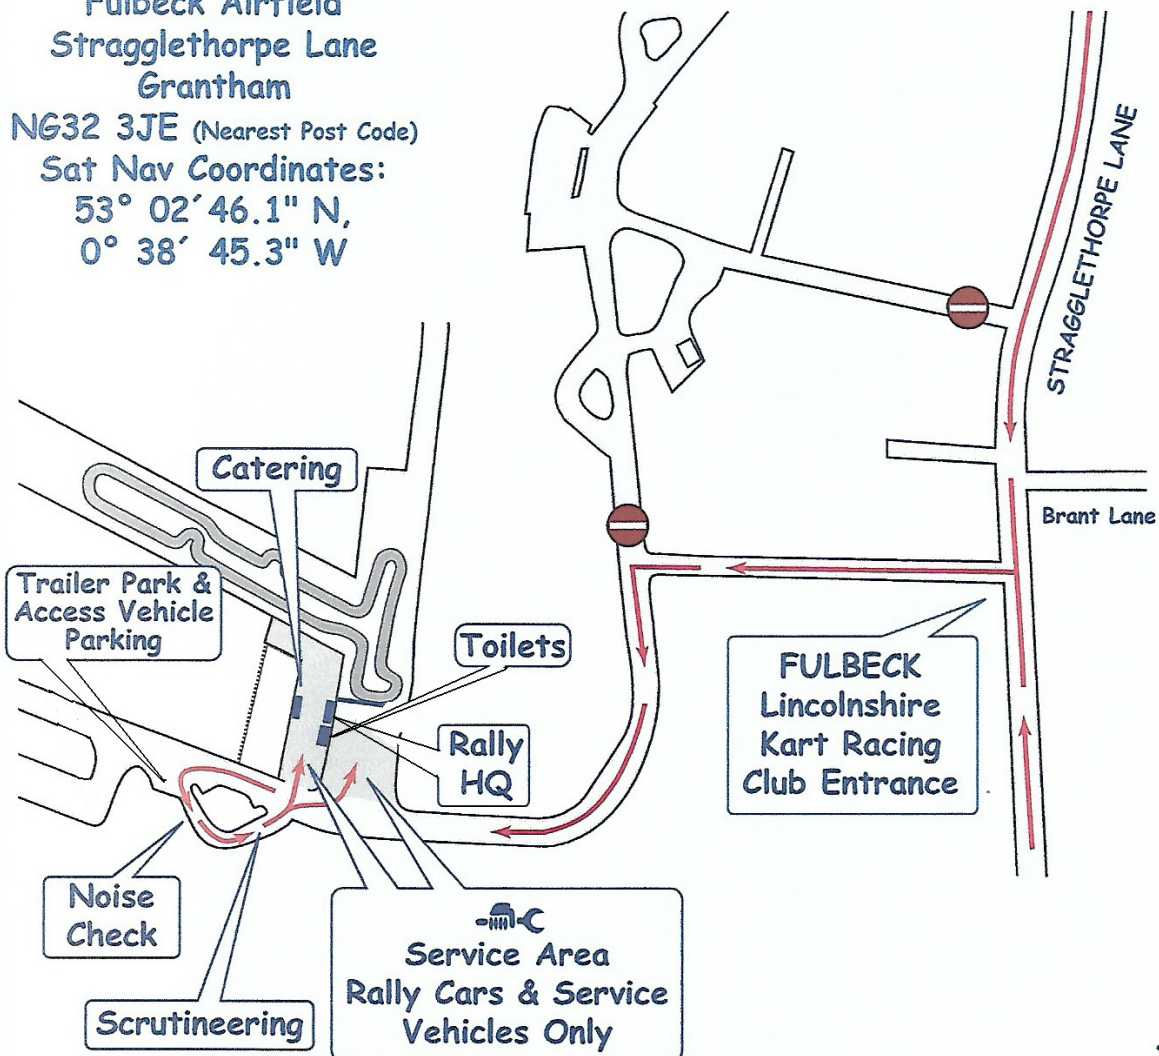 Fulbeck Airfield
Stragglethorpe Lane
Grantham
NG32 3JE (Nearest Post Code)
Sat Nav Coordinates:
53° 02´46.1" N,
0° 38´ 45.3" W
STRAGGLETHORPE LANE
Brant Lane
Catering
Trailer Park &
Access Vehicle
Parking
Toilets
Rally
HQ
FULBECK
Lincolnshire
Kart Racing
Club Entrance
Noise
Check
Scrutineering
Service Area
Rally Cars & Service
Vehicles Only